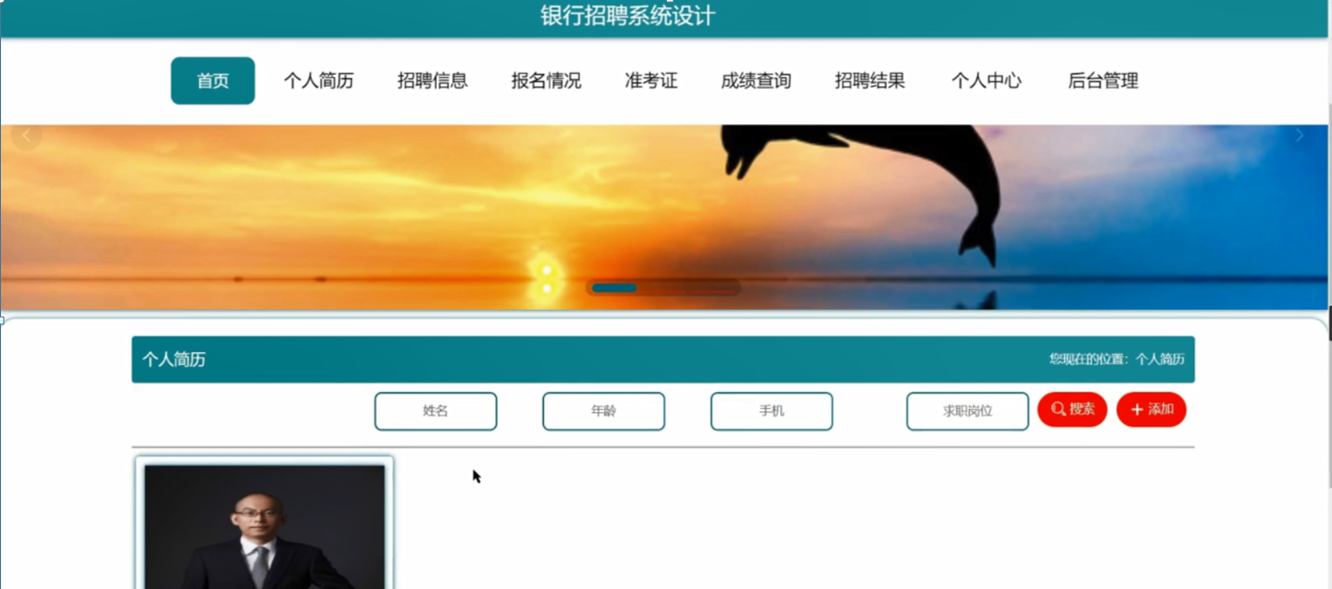 银行招聘系统设计
首页 个人简历 招聘信息 报名情况 准考证 成绩查询 招聘结果 个人中心 后台管理
个人简历 您现在的位置：个人简历
姓名 年龄 手机 求职岗位 搜索 添加